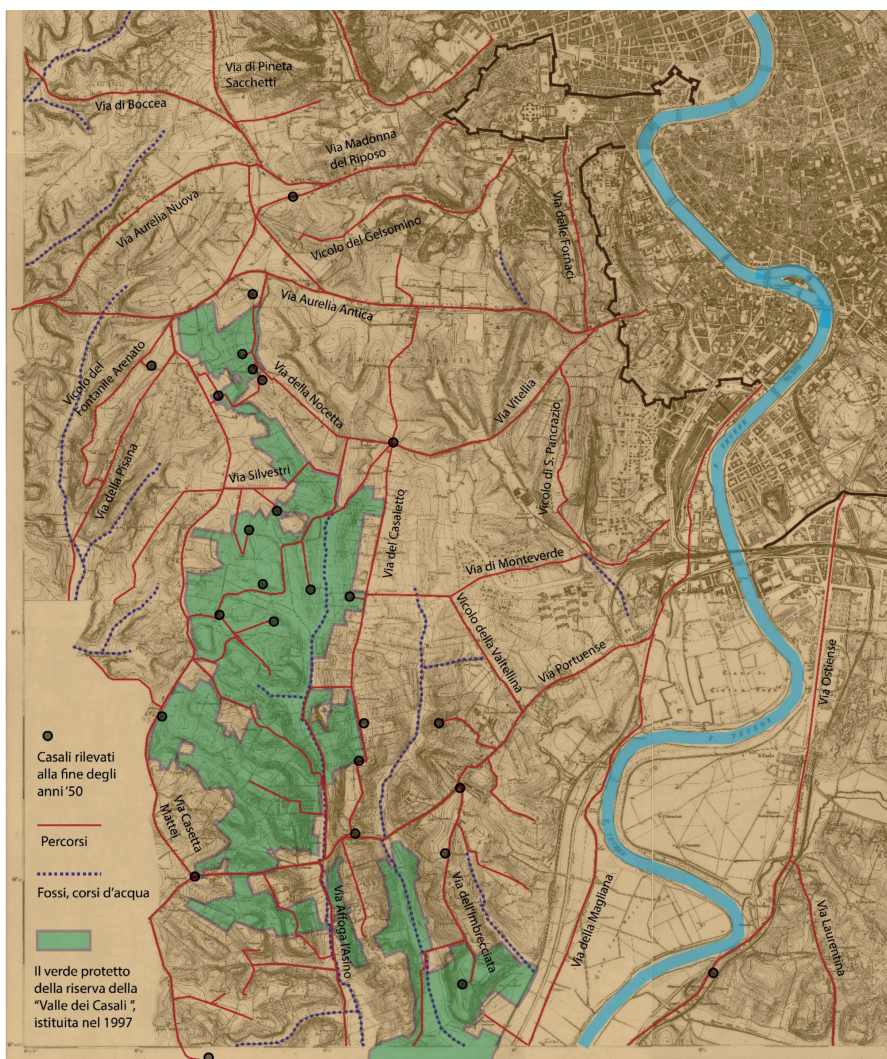 Via di Pineta
Sacchetti
Via di Boccea
Via Madonna
del Riposo
Via Aurelia Nuova
Vicolo del Gelsomino
Via delle Fornaci
Via Aurelia Antica
Vicolo del
Fontanile Arenato
Via della Nocetta
Via Vitellia
Via della Pisana
Via Silvestri
Vicolo di S. Pancrazio
Via del Casaletto
Via di Monteverde
Vicolo della Valtellina
Via Portuense
Via Ostiense
Casali rilevati
alla fine degli
anni ‘50
Via Casetta
Mattei
Percorsi
Fossi, corsi d’acqua
Via Affoga l’Asino
Via dell’Imbrecciata
Via della Magliana
Via Laurentina
Il verde protetto
della riserva della
“Valle dei Casali ”,
istituita nel 1997